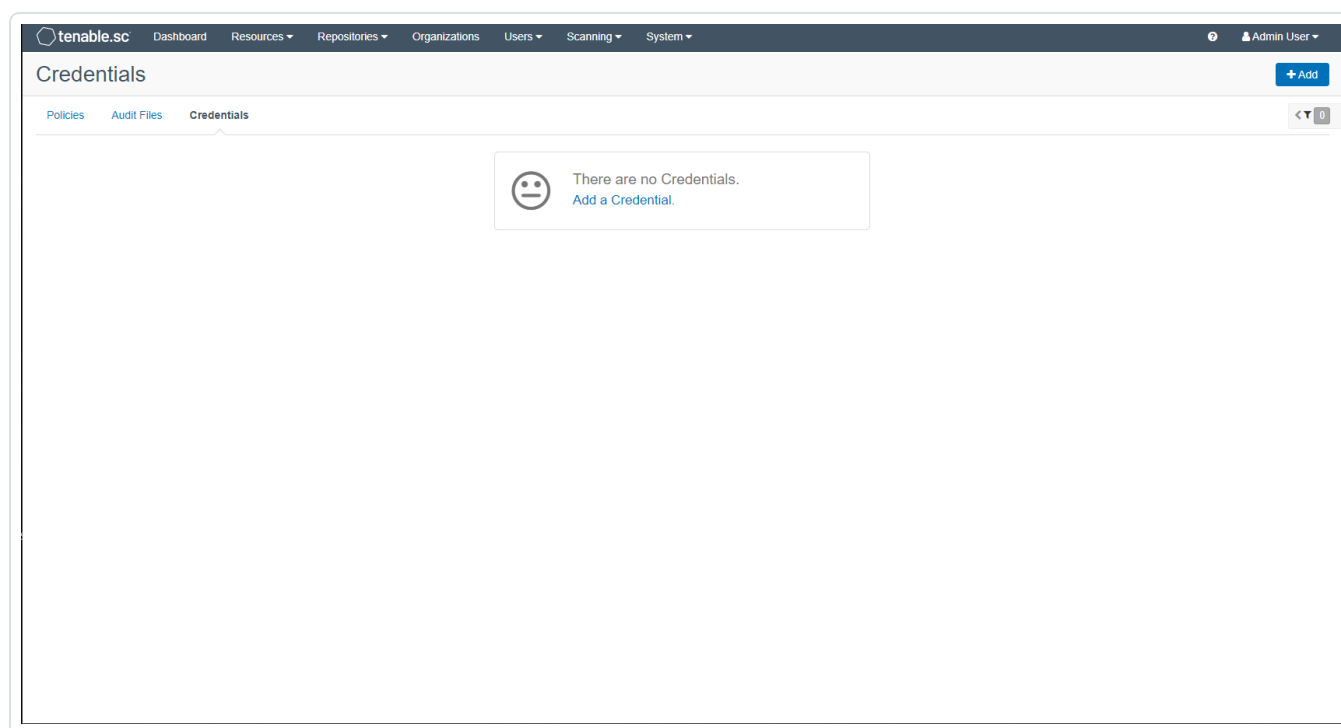 tenable.sc Dashboard Resources Repositories Organizations Users Scanning System Admin User
Credentials
Add
Policies Audit Files Credentials
0
There are no Credentials.
Add a Credential.